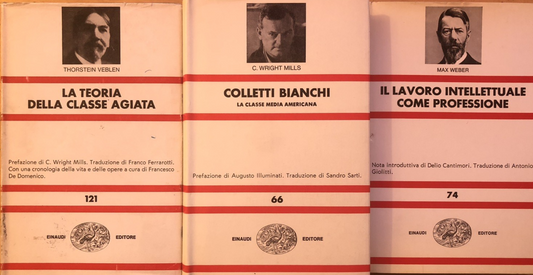 THORSTEIN VEBLEN
LA TEORIA
DELLA CLASSE AGIATA
Prefazione di C. Wright Mills. Traduzione di Franco Ferrarotti.
Con una cronologia della vita e delle opere a cura di Francesco
De Domenico.
121
EINAUDI EDITORE
C. WRIGHT MILLS
COLLETTI BIANCHI
LA CLASSE MEDIA AMERICANA
Prefazione di Augusto Illuminati. Traduzione di Sandro Sarti.
66
EINAUDI EDITORE
MAX WEBER
IL LAVORO INTELLETTUALE
COME PROFESSIONE
Nota introduttiva di Delio Cantimori. Traduzione di Antonio
Giolitti.
74
EINAUDI EDITORE